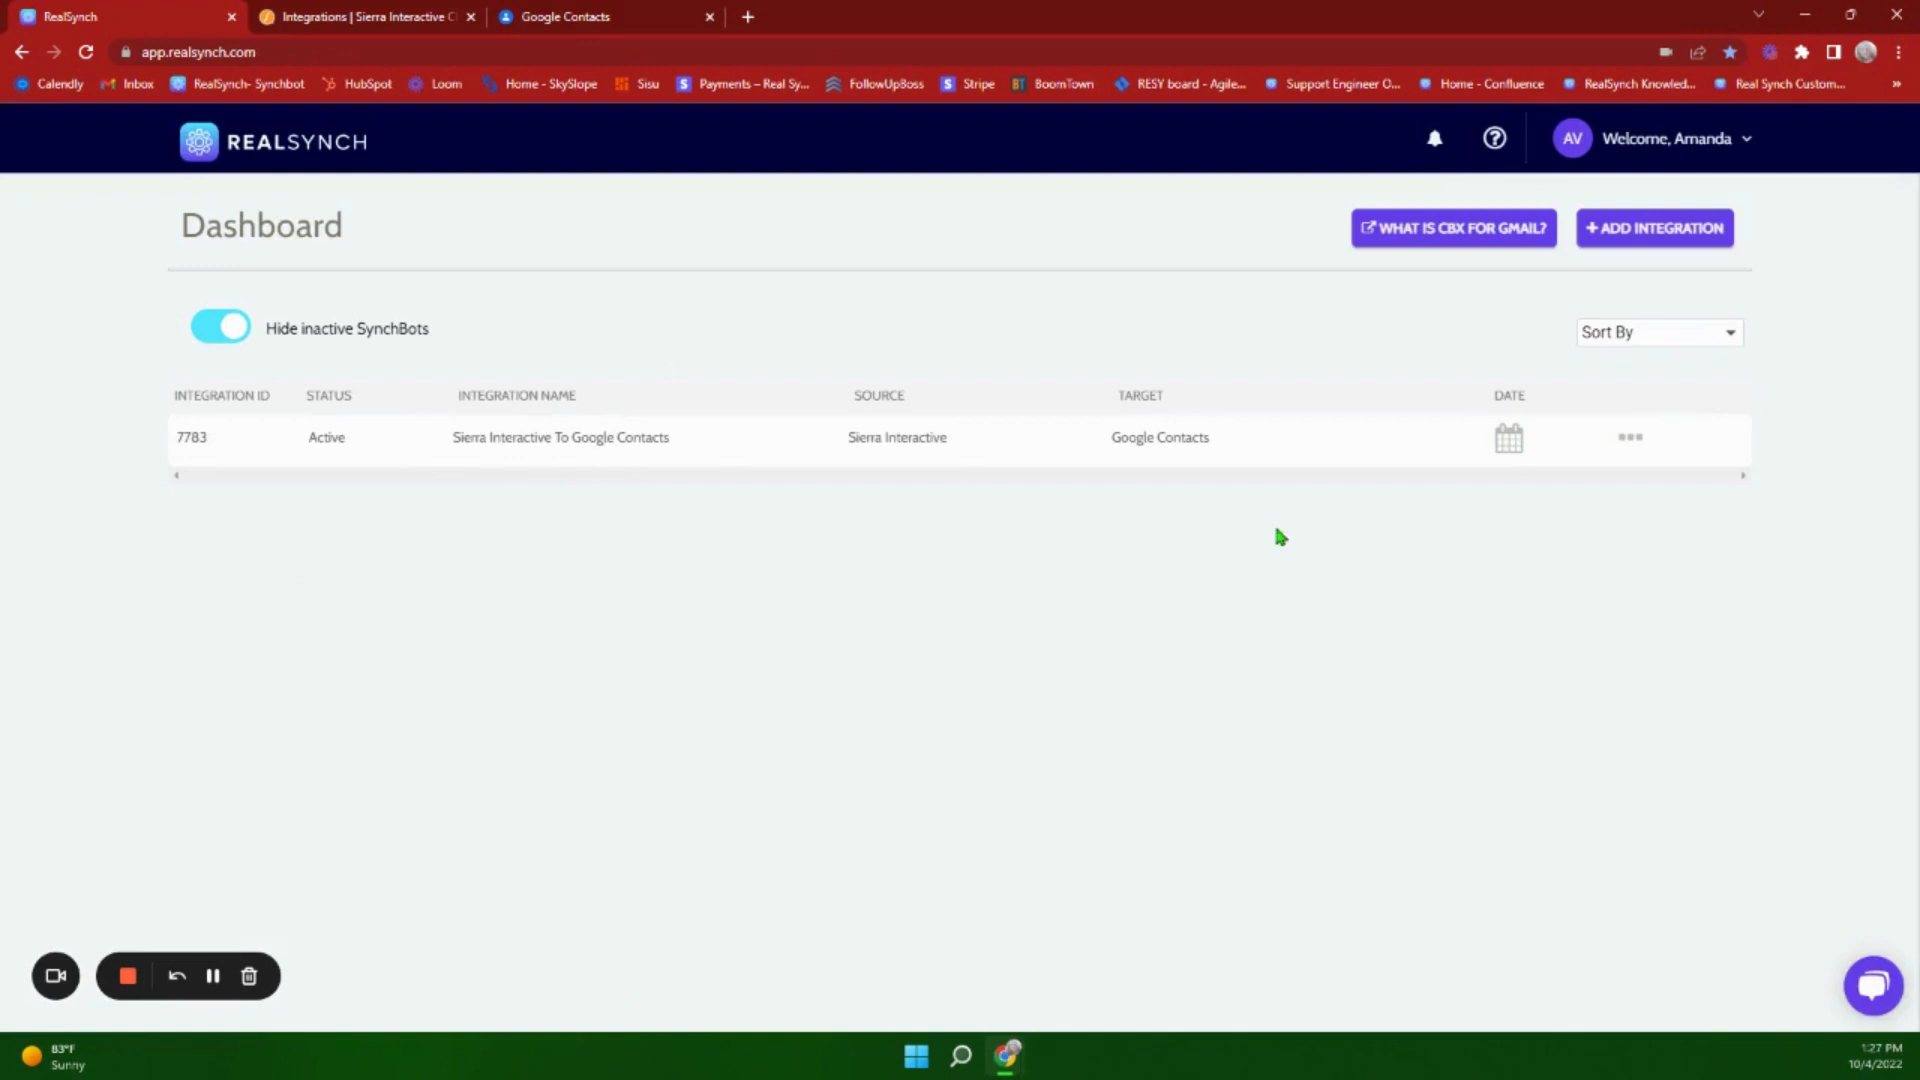 RealSynch
Integrations | Sierra Interactive C
Google Contacts
app.realsynch.com
Calendly
Inbox
RealSynch- Synchbot
HubSpot
Loom
Home - SkySlope
Sisu
Payments – Real Sy...
FollowUpBoss
Stripe
BoomTown
RESY board - Agile...
Support Engineer O...
Home - Confluence
RealSynch Knowled...
Real Synch Custom...
REALSYNCH
AV Welcome, Amanda
Dashboard
WHAT IS CBX FOR GMAIL?
+ ADD INTEGRATION
Hide inactive SynchBots
Sort By
INTEGRATION ID STATUS INTEGRATION NAME SOURCE TARGET DATE
7783 Active Sierra Interactive To Google Contacts Sierra Interactive Google Contacts
83°F
Sunny
1:27 PM
10/4/2022